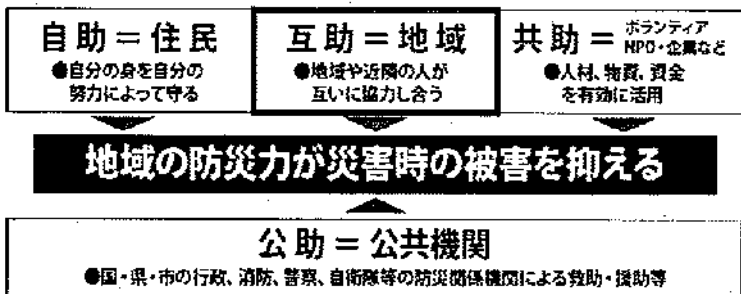 自助＝住民
●自分の身を自分の
努力によって守る
互助＝地域
●地域や近隣の人が
互いに協力し合う
共助＝ボランティア
NPO・企業など
●人材、物資、資金
を有効に活用
地域の防災力が災害時の被害を抑える
公助＝公共機関
●国・県・市の行政、消防、警察、自衛隊等の防災関係機関による救助・援助等